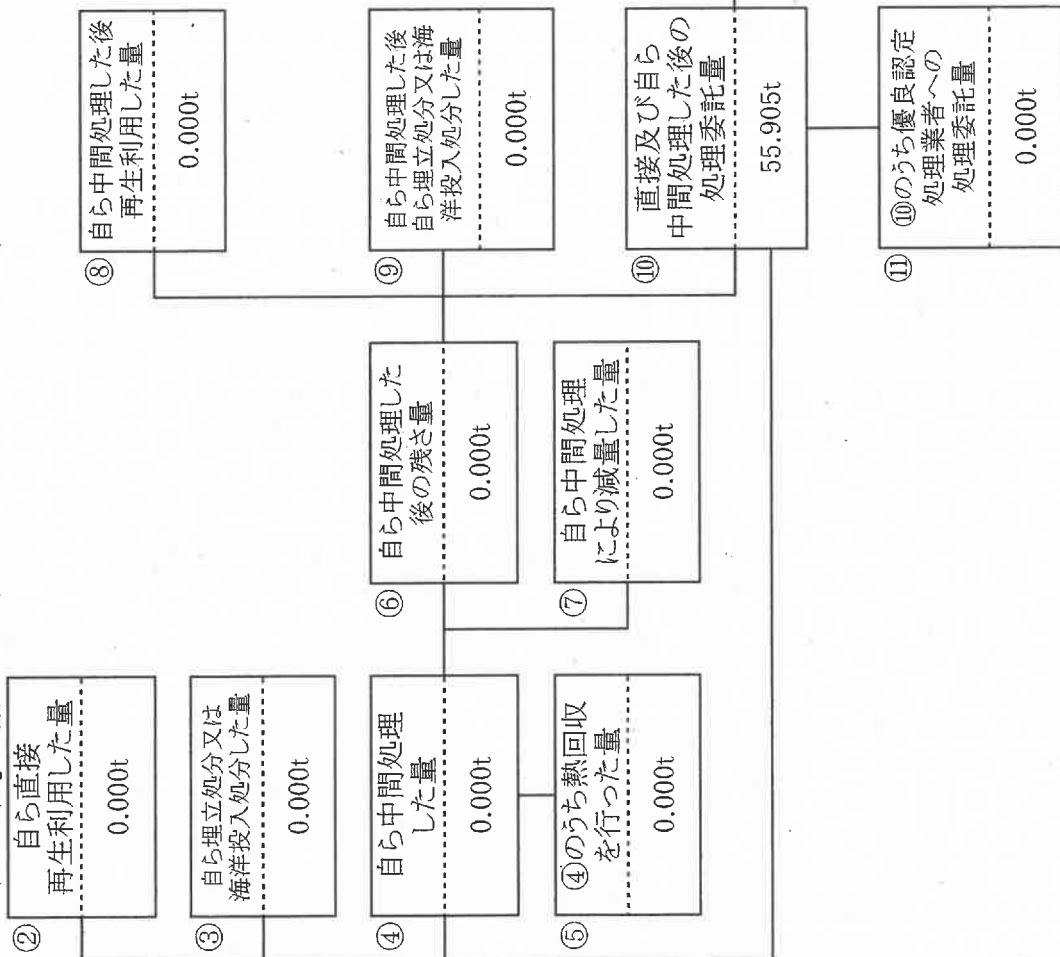 ②
自ら直接
再生利用した量
0.000t
③
自ら埋立処分又は
海洋投入処分した量
0.000t
④
自ら中間処理
した量
0.000t
⑤
④のうち熱回収
を行った量
0.000t
⑥
自ら中間処理した
後の残さ量
0.000t
⑦
自ら中間処理
により減量した量
0.000t
⑧
自ら中間処理した後
再生利用した量
0.000t
⑨
自ら中間処理した後
自ら埋立処分又は海
洋投入処分した量
0.000t
⑩
直接及び自ら
中間処理した後の
処理委託量
55.905t
⑪
⑩のうち優良認定
処理業者への
処理委託量
0.000t